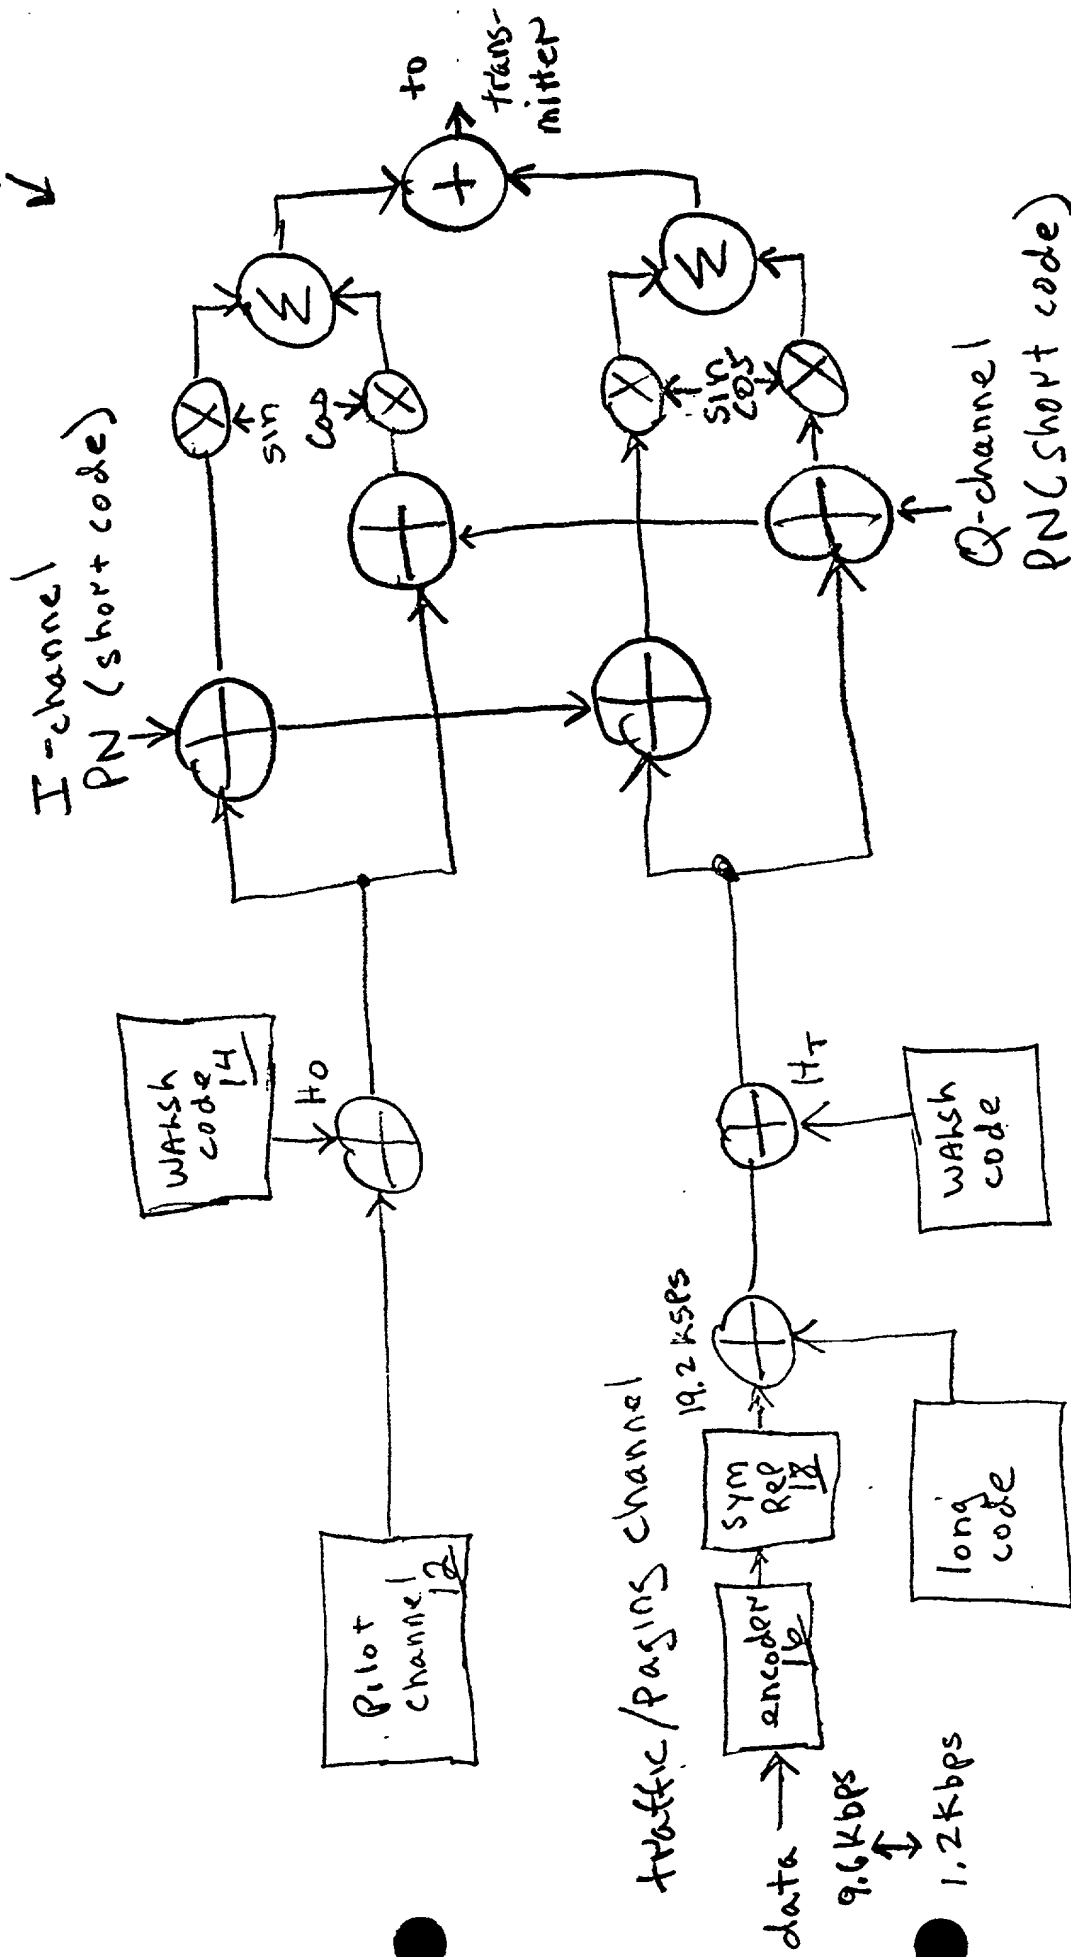 I-channel
PN (short code)
to
trans-
mitter
Walsh
code
14
H0
sin
cos
Σ
Σ
+
Pilot
channel
12
traffic/Paging channel
19.2 ksps
data
9.6 kbps
1.2 kbps
encoder
16
sym
Rep
18
HT
sin
cos
long
code
Walsh
code
Q-channel
PN (short code)